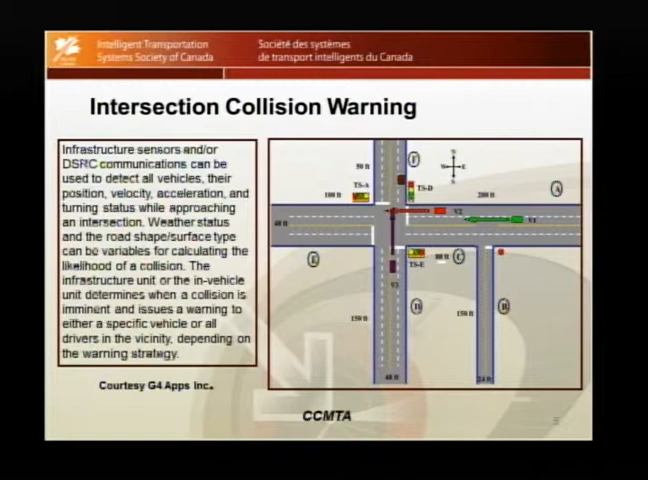 Intelligent Transportation
Systems Society of Canada
Société des systèmes
de transport intelligents du Canada
Intersection Collision Warning
Infrastructure sensors and/or
DSRC communications can be
used to detect all vehicles, their
position, velocity, acceleration, and
turning status while approaching
an intersection. Weather status
and the road shape/surface type
can be variables for calculating the
likelihood of a collision. The
infrastructure unit or the in-vehicle
unit determines when a collision is
imminent and issues a warning to
either a specific vehicle or all
drivers in the vicinity, depending on
the warning strategy.
Courtesy G4 Apps Inc.
50 ft
F
TS-A
TS-D
100 ft
200 ft
A
V2
V1
48 ft
E
TS-E
80 ft
C
V3
150 ft
D
150 ft
B
48 ft
24 ft
CCMTA